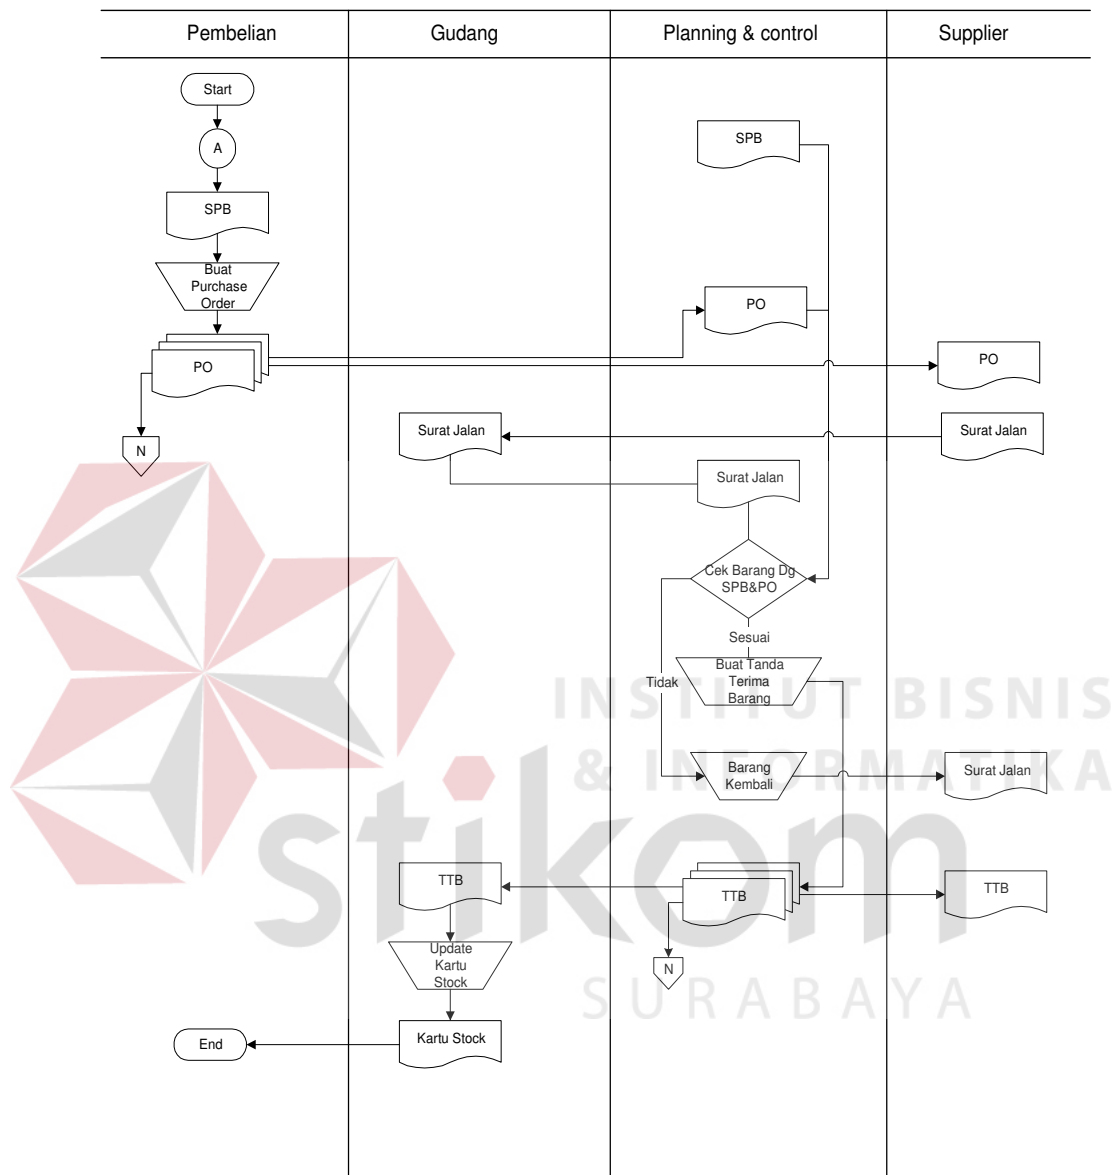 Pembelian
Gudang
Planning & control
Supplier
Start
A
SPB
SPB
Buat
Purchase
Order
PO
PO
PO
N
Surat Jalan
Surat Jalan
Surat Jalan
Cek Barang Dg
SPB&PO
Sesuai
Tidak
Buat Tanda
Terima
Barang
Barang
Kembali
Surat Jalan
TTB
TTB
TTB
N
Update
Kartu
Stock
Kartu Stock
End
INSTITUT BISNIS
& INFORMATIKA
stikom
SURABAYA